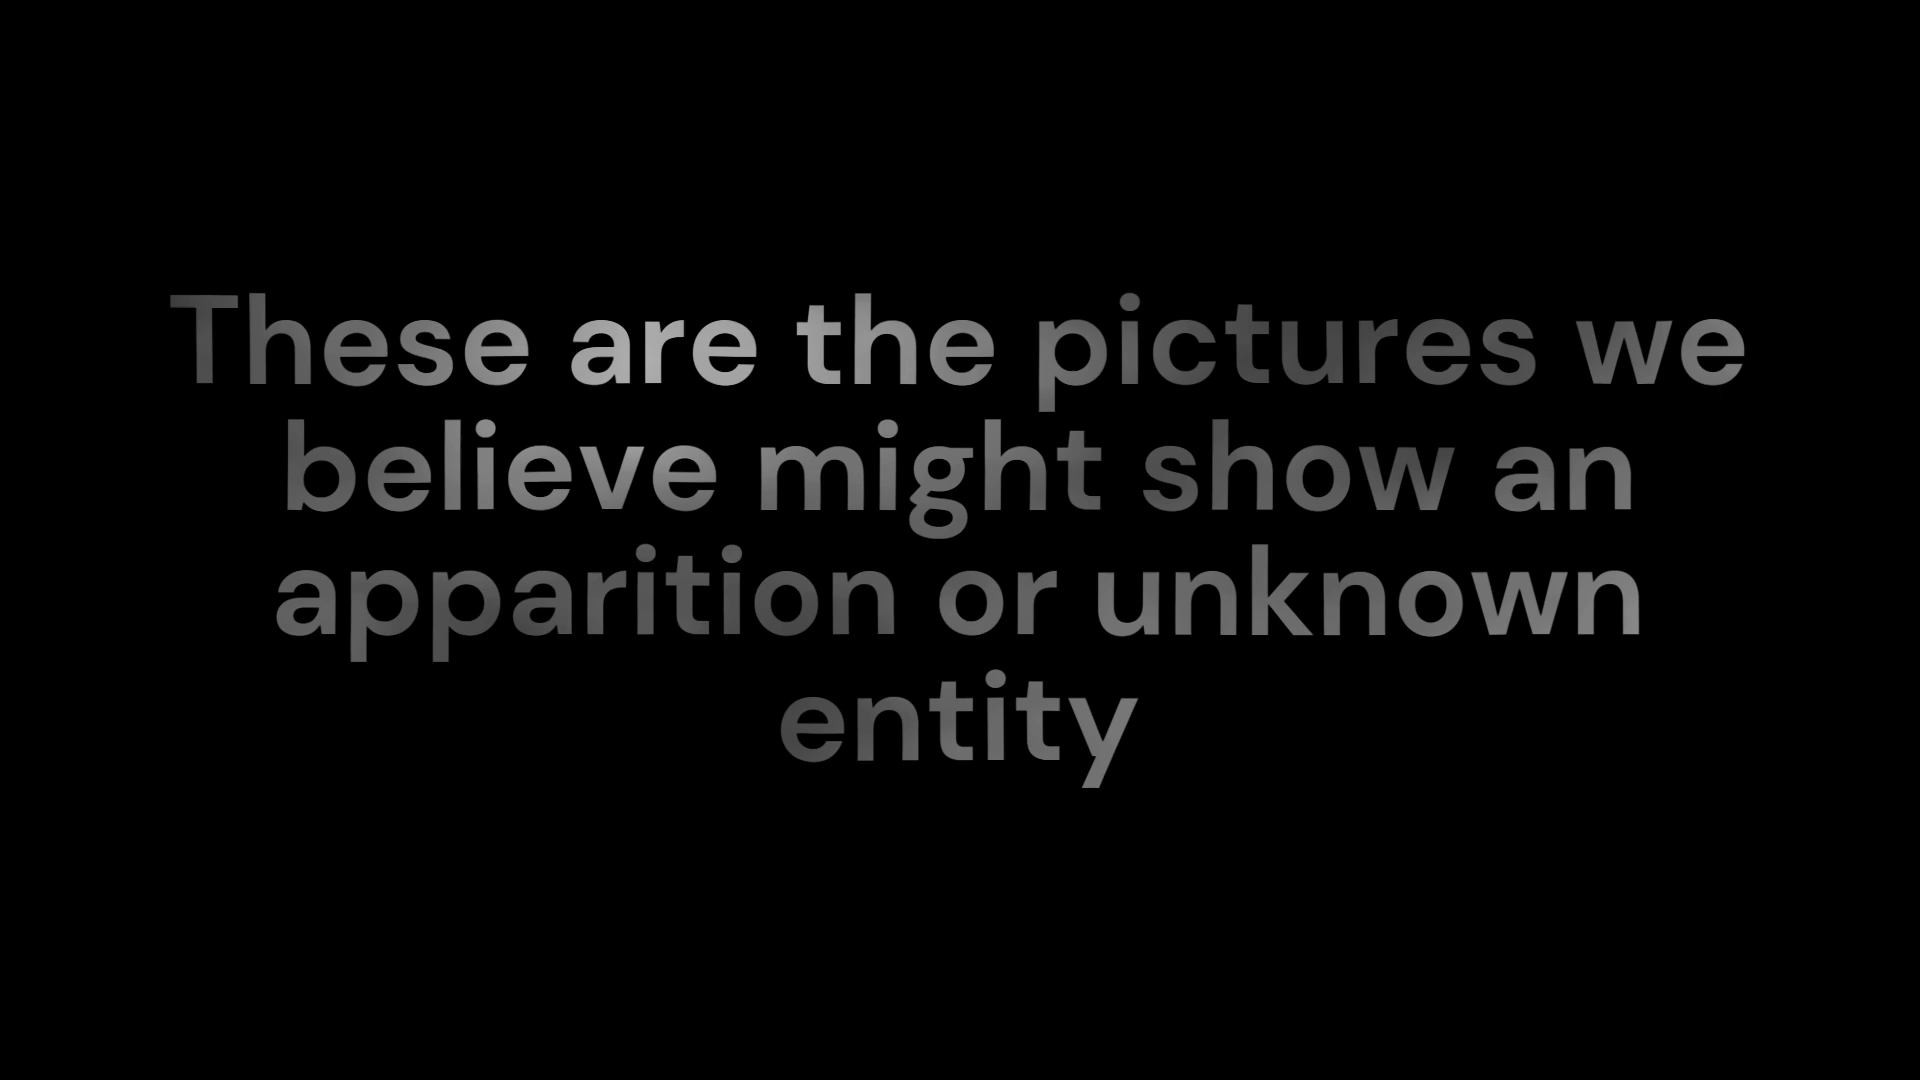 These are the pictures we
believe might show an
apparition or unknown
entity